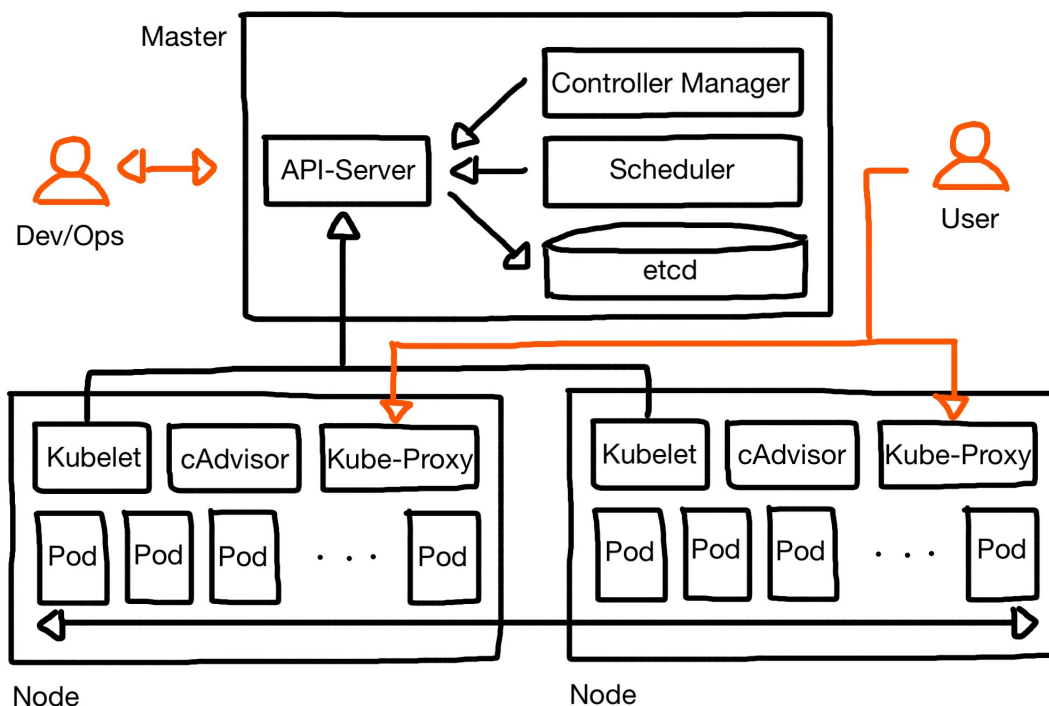 Master
Controller Manager
API-Server
Scheduler
etcd
Dev/Ops
User
Kubelet
cAdvisor
Kube-Proxy
Pod
Pod
Pod
. . .
Pod
Node
Kubelet
cAdvisor
Kube-Proxy
Pod
Pod
Pod
. . .
Pod
Node